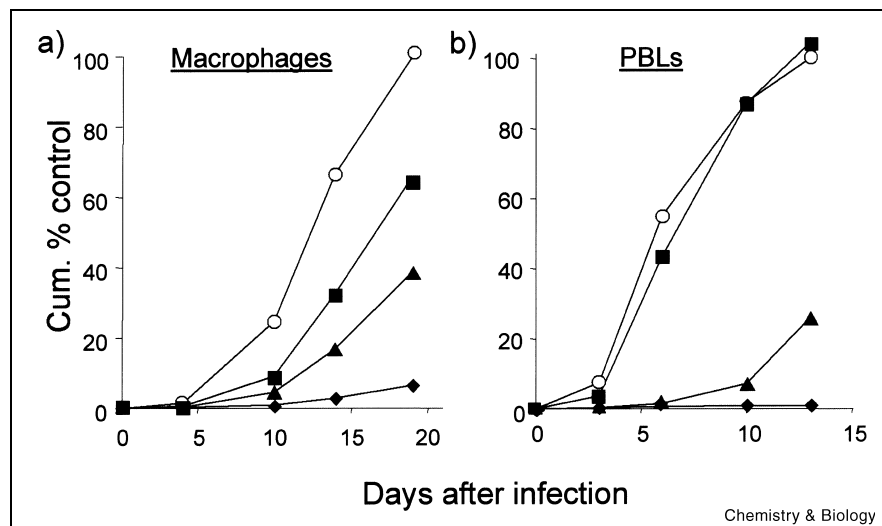 a)
Macrophages
100
80
60
40
20
0
0 5 10 15 20
b)
PBLs
100
80
60
40
20
0
0 5 10 15
Cum. % control
Days after infection
Chemistry & Biology